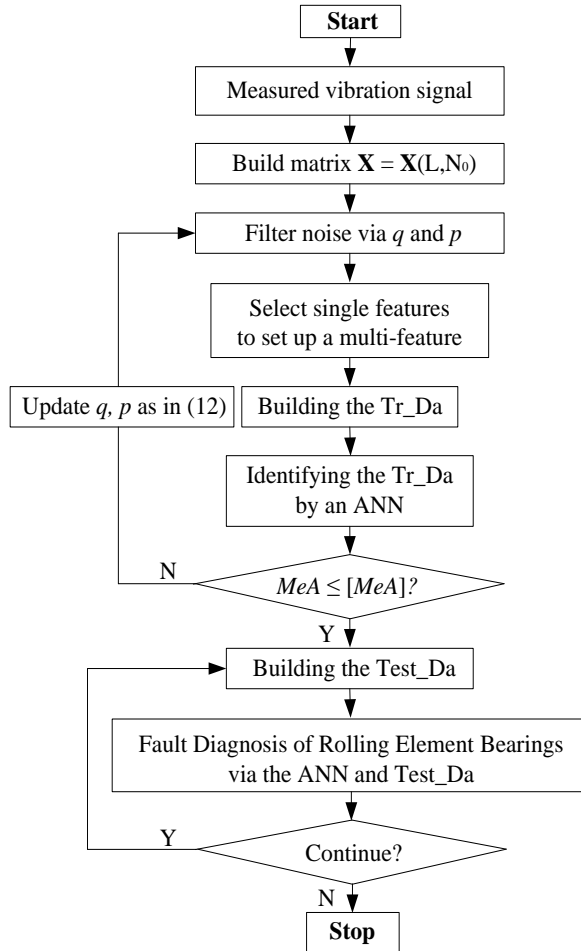 Start
Measured vibration signal
Build matrix X = X(L,N₀)
Filter noise via q and p
Select single features
to set up a multi-feature
Update q, p as in (12)
Building the Tr_Da
Identifying the Tr_Da
by an ANN
N
MeA ≤ [MeA]?
Y
Building the Test_Da
Fault Diagnosis of Rolling Element Bearings
via the ANN and Test_Da
Y
Continue?
N
Stop